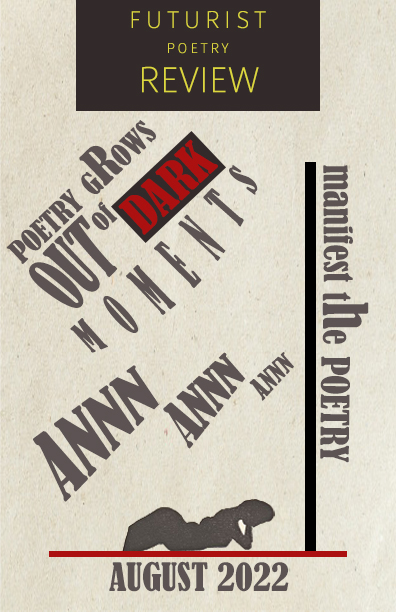 FUTURIST
POETRY
REVIEW
POETRY GROWS
OUT of DARK
MOMENTS
manifest the POETRY
ANNN ANNN ANNN
AUGUST 2022